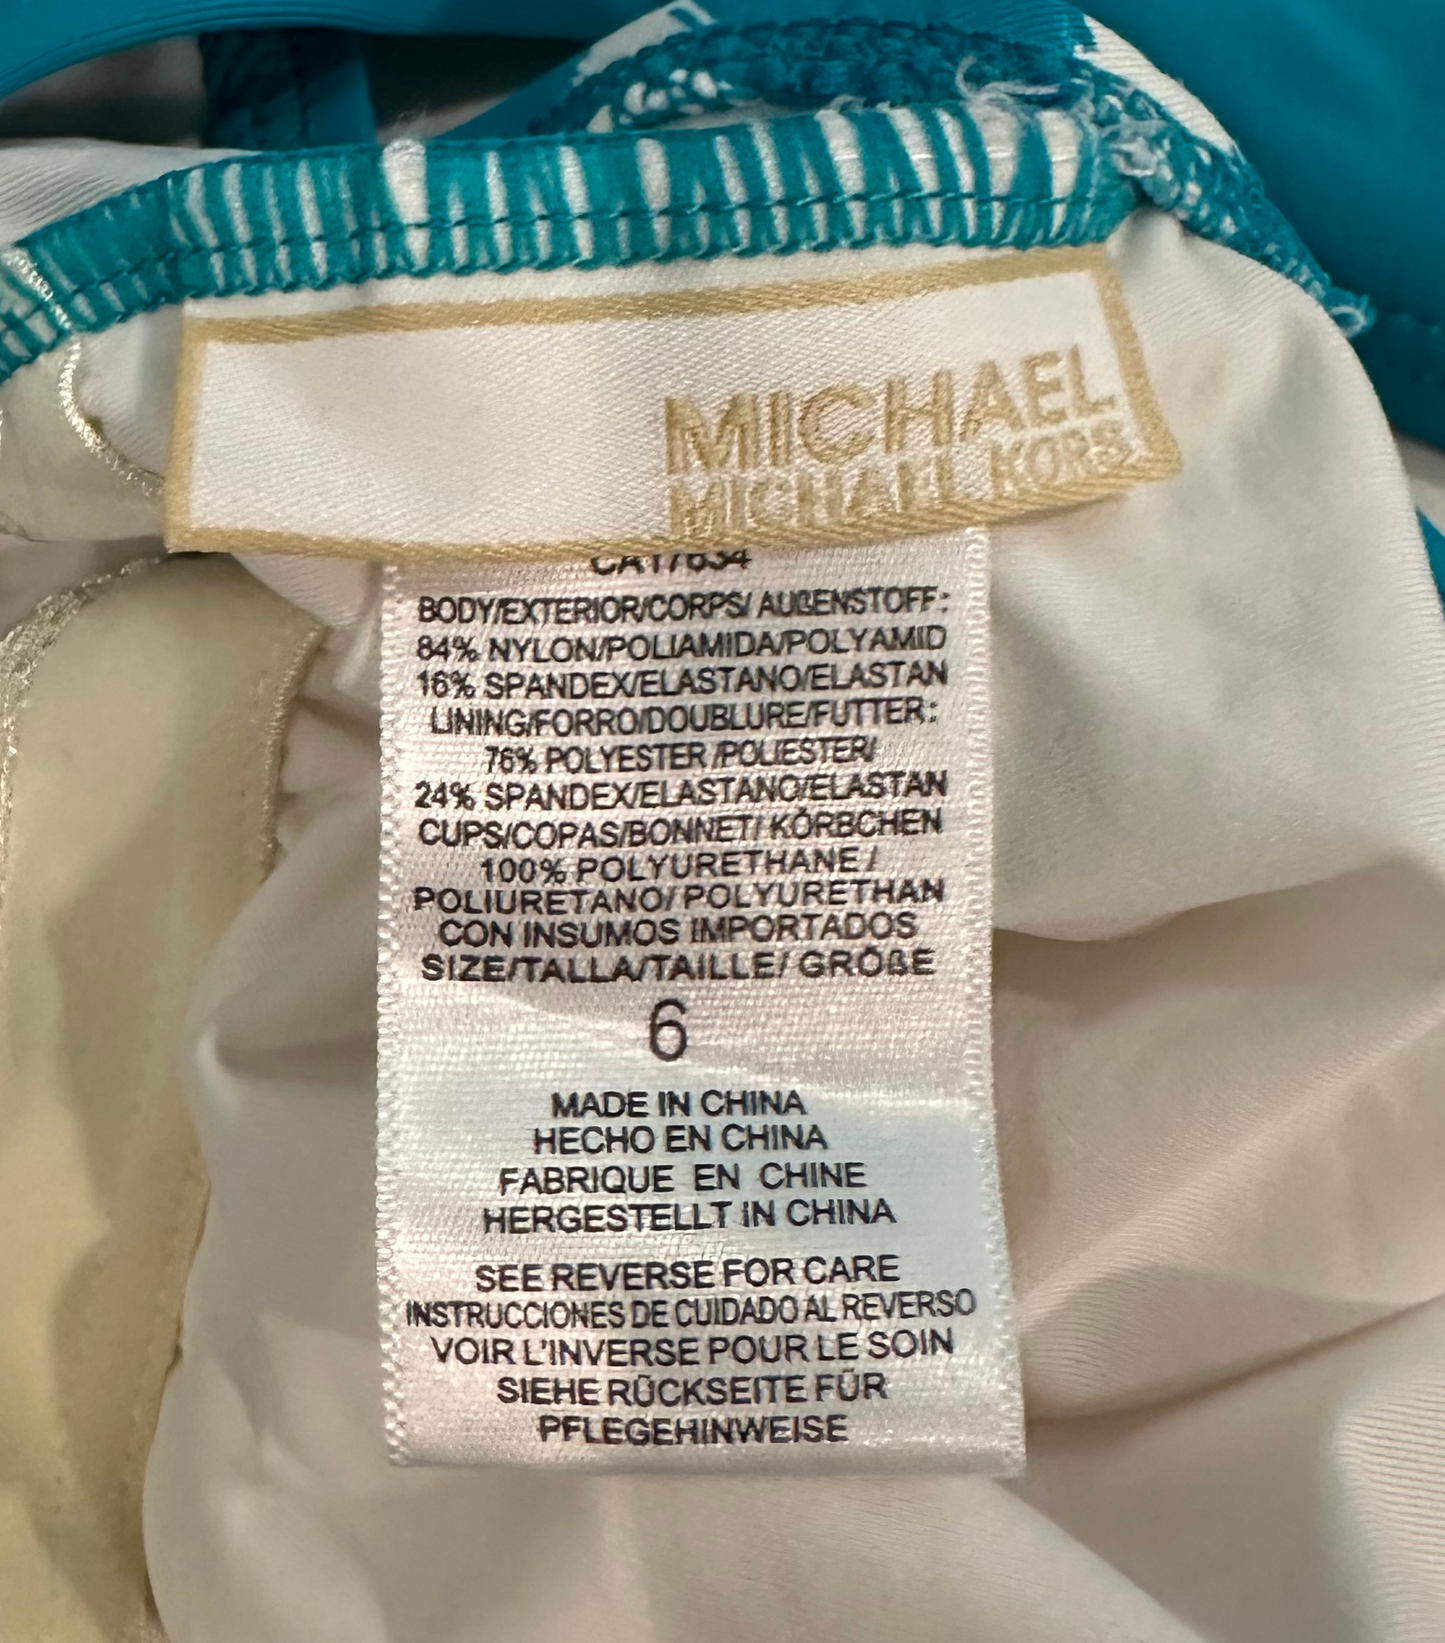 MICHAEL
MICHAEL KORS
CA17634
BODY/EXTERIOR/CORPS/ AUßENSTOFF:
84% NYLON/POLIAMIDA/POLYAMID
16% SPANDEX/ELASTANO/ELASTAN
LINING/FORRO/DOUBLURE/FUTTER:
76% POLYESTER /POLIESTER/
24% SPANDEX/ELASTANO/ELASTAN
CUPS/COPAS/BONNET/ KÖRBCHEN
100% POLYURETHANE /
POLIURETANO/ POLYURETHAN
CON INSUMOS IMPORTADOS
SIZE/TALLA/TAILLE/ GRÖßE
6
MADE IN CHINA
HECHO EN CHINA
FABRIQUE EN CHINE
HERGESTELLT IN CHINA
SEE REVERSE FOR CARE
INSTRUCCIONES DE CUIDADO AL REVERSO
VOIR L'INVERSE POUR LE SOIN
SIEHE RÜCKSEITE FÜR
PFLEGEHINWEISE